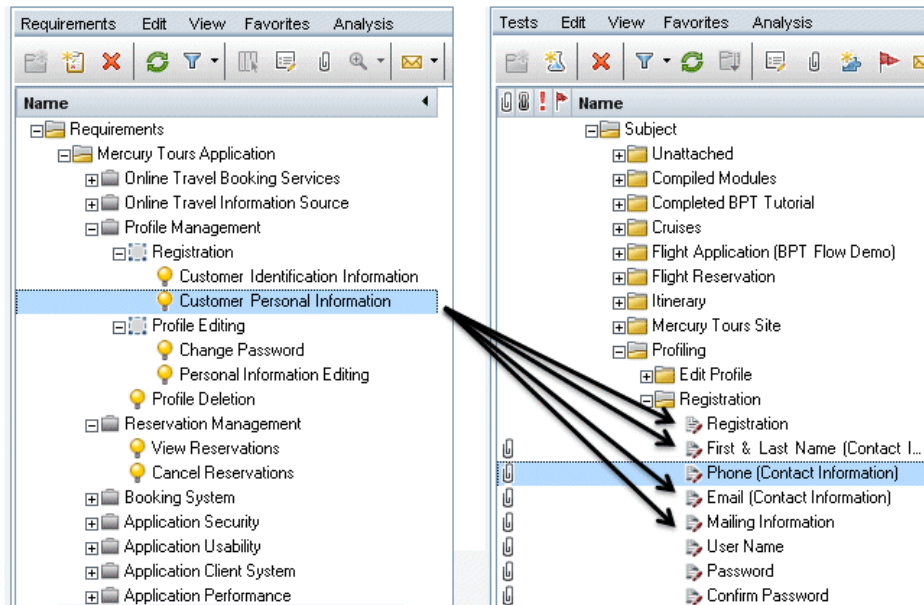 Requirements Edit View Favorites Analysis
Name
Requirements
Mercury Tours Application
Online Travel Booking Services
Online Travel Information Source
Profile Management
Registration
Customer Identification Information
Customer Personal Information
Profile Editing
Change Password
Personal Information Editing
Profile Deletion
Reservation Management
View Reservations
Cancel Reservations
Booking System
Application Security
Application Usability
Application Client System
Application Performance
Tests Edit View Favorites Analysis
Name
Subject
Unattached
Compiled Modules
Completed BPT Tutorial
Cruises
Flight Application (BPT Flow Demo)
Flight Reservation
Itinerary
Mercury Tours Site
Profiling
Edit Profile
Registration
Registration
First & Last Name (Contact I...
Phone (Contact Information)
Email (Contact Information)
Mailing Information
User Name
Password
Confirm Password